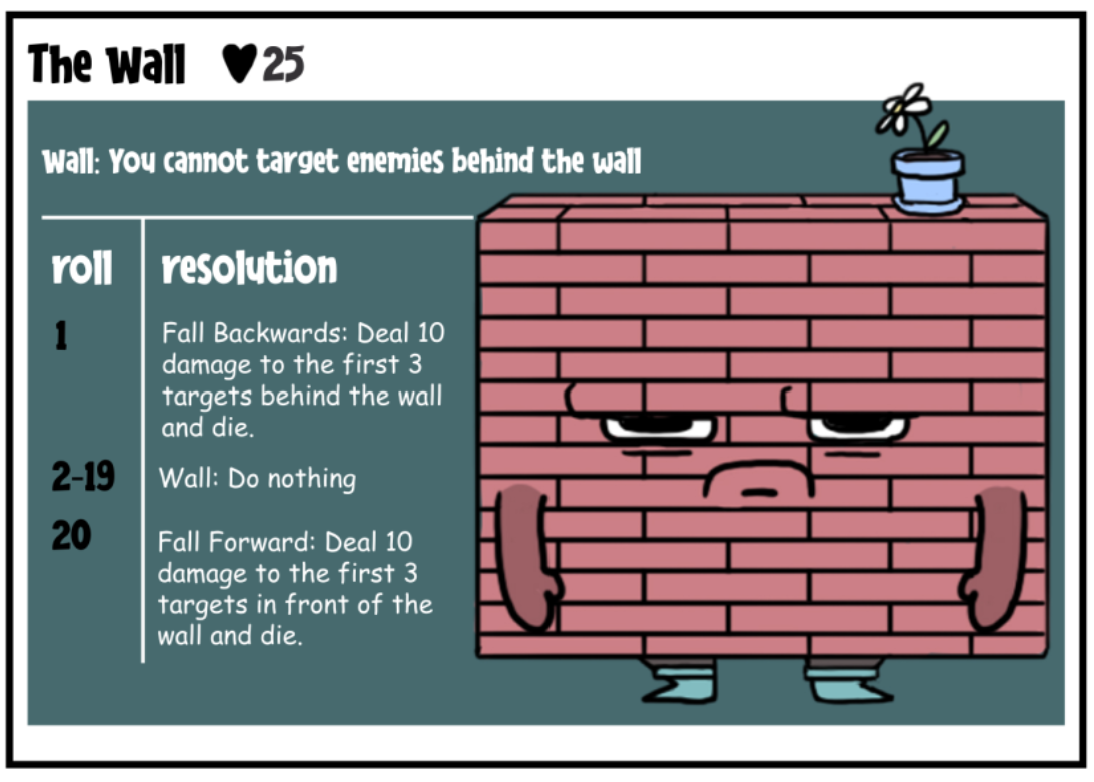 The Wall ♥25
Wall: You cannot target enemies behind the wall
roll resolution
1 Fall Backwards: Deal 10
damage to the first 3
targets behind the wall
and die.
2-19 Wall: Do nothing
20 Fall Forward: Deal 10
damage to the first 3
targets in front of the
wall and die.